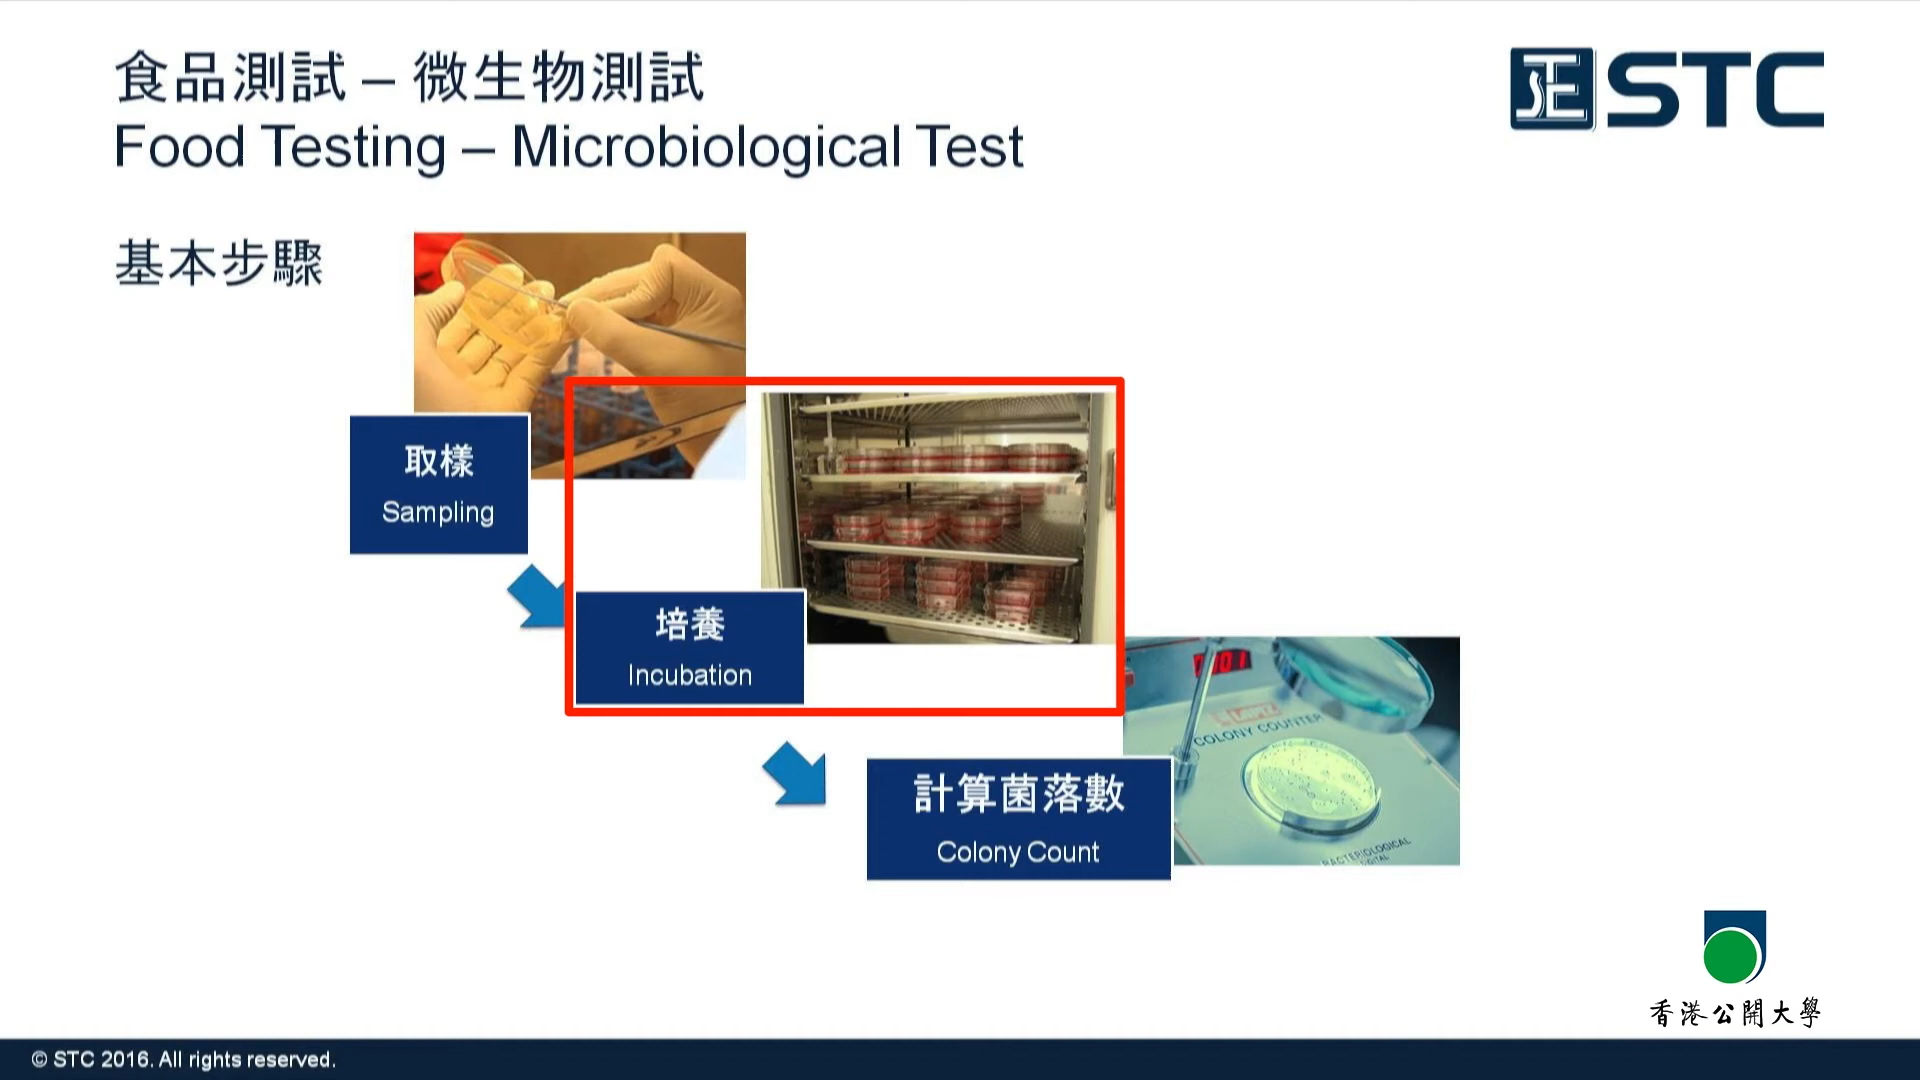 食品測試 – 微生物測試
Food Testing – Microbiological Test
STC
基本步驟
取樣
Sampling
培養
Incubation
計算菌落數
Colony Count
COLONY COUNTER
BACTERIOLOGICAL
香港公開大學
© STC 2016. All rights reserved.